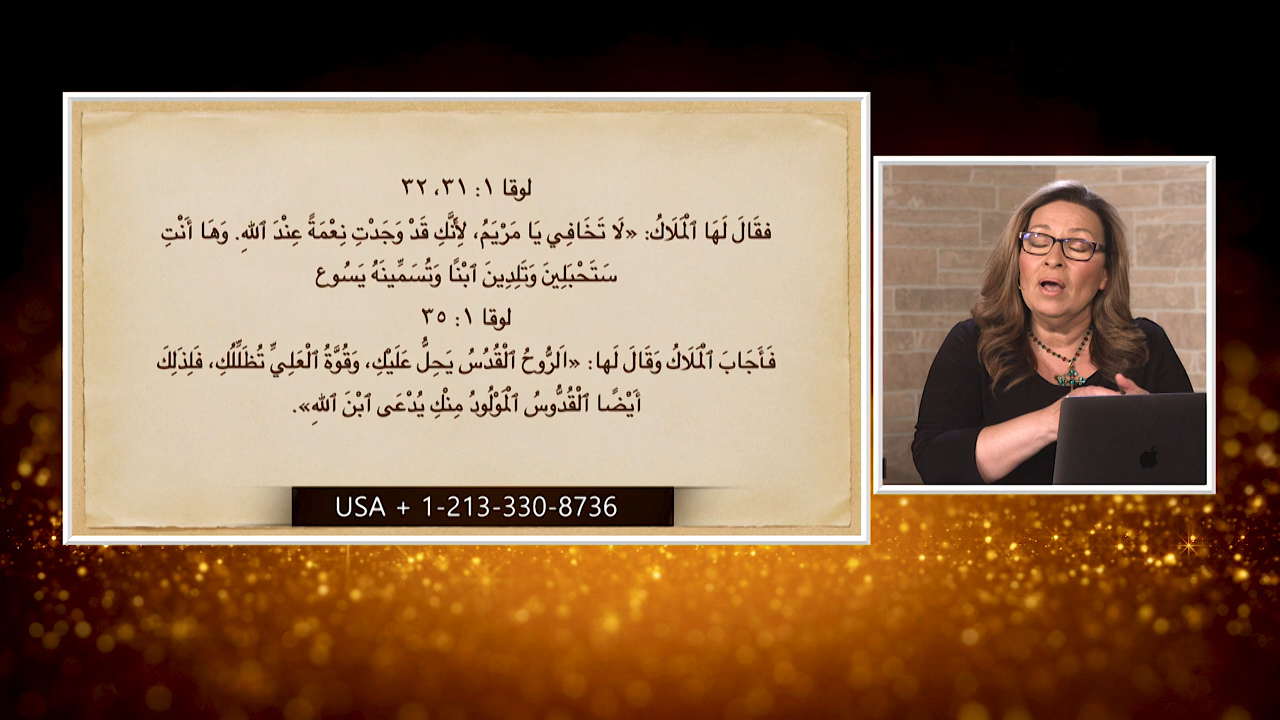 لوقا ١: ٣١، ٣٢
فقَالَ لَهَا ٱلْمَلَاكُ: «لَا تَخَافِي يَا مَرْيَمُ، لِأَنَّكِ قَدْ وَجَدْتِ نِعْمَةً عِنْدَ ٱللهِ. وَهَا أَنْتِ
سَتَحْبَلِينَ وَتَلِدِينَ ٱبْنًا وَتُسَمِّينَهُ يَسُوع
لوقا ١: ٣٥
فَأَجَابَ ٱلْمَلَاكُ وَقَالَ لَها: «اَلرُّوحُ ٱلْقُدُسُ يَحِلُّ عَلَيْكِ، وَقُوَّةُ ٱلْعَلِيِّ تُظَلِّلُكِ، فَلِذَلِكَ
أَيْضًا ٱلْقُدُّوسُ ٱلْمَوْلُودُ مِنْكِ يُدْعَى ٱبْنَ ٱللهِ».
USA + 1-213-330-8736